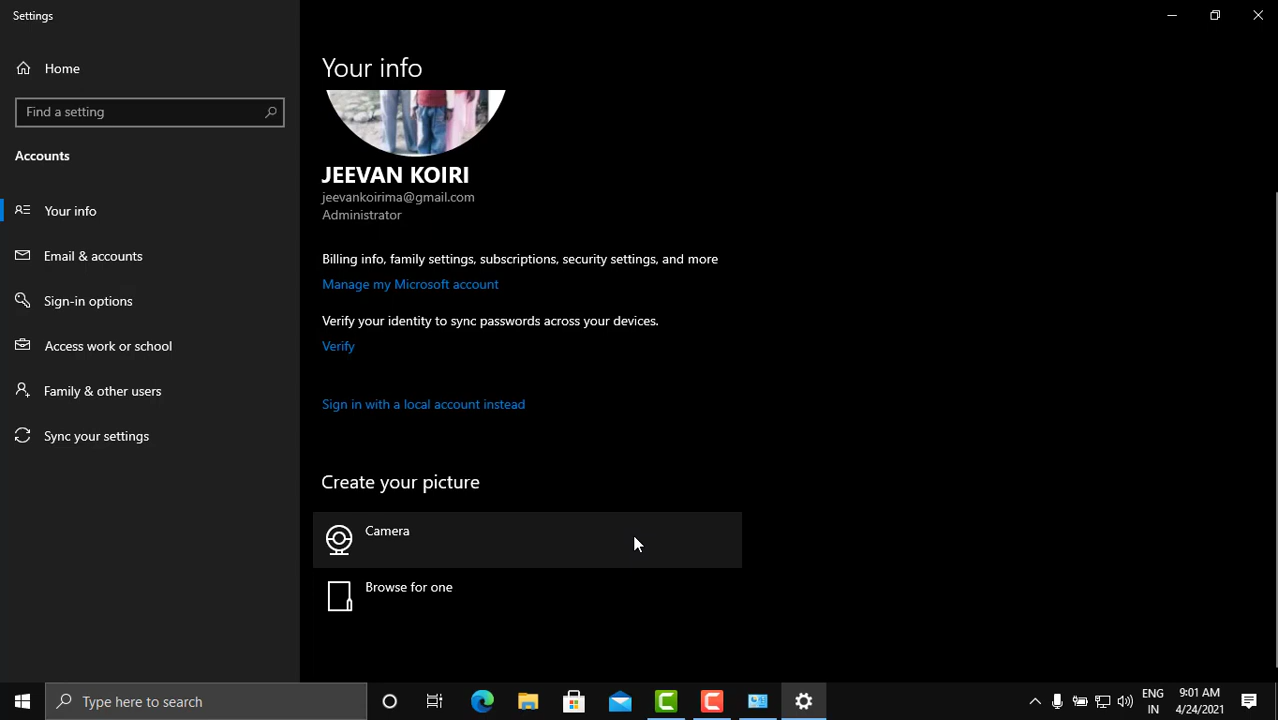 Settings
Home
Find a setting
Accounts
Your info
Email & accounts
Sign-in options
Access work or school
Family & other users
Sync your settings
Your info
JEEVAN KOIRI
jeevankoirima@gmail.com
Administrator
Billing info, family settings, subscriptions, security settings, and more
Manage my Microsoft account
Verify your identity to sync passwords across your devices.
Verify
Sign in with a local account instead
Create your picture
Camera
Browse for one
Type here to search
C
C
ENG
IN
9:01 AM
4/24/2021